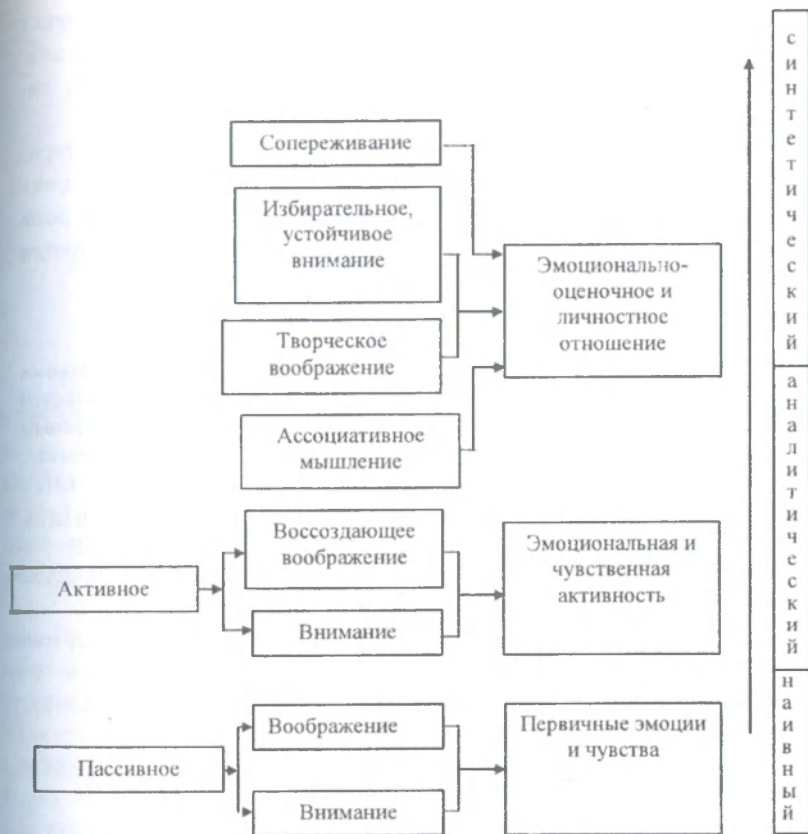 Сопереживание
Избирательное,
устойчивое
внимание
Творческое
воображение
Ассоциативное
мышление
Эмоционально-
оценочное и
личностное
отношение
Активное
Воссоздающее
воображение
Внимание
Эмоциональная и
чувственная
активность
Пассивное
Воображение
Внимание
Первичные эмоции
и чувства
синтетический
аналитический
наивный